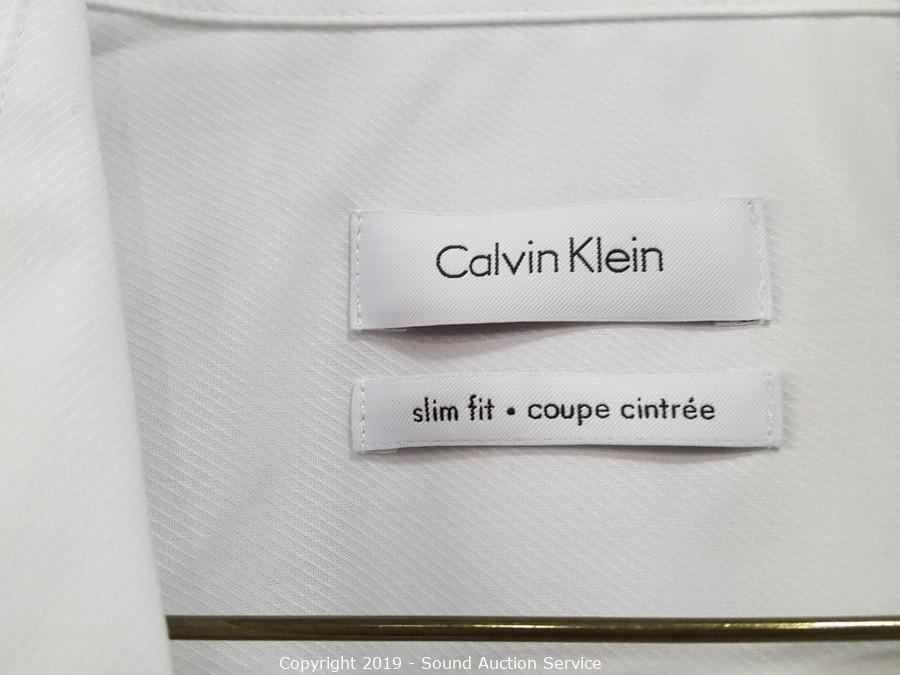 Calvin Klein
slim fit • coupe cintrée
Copyright 2019 - Sound Auction Service